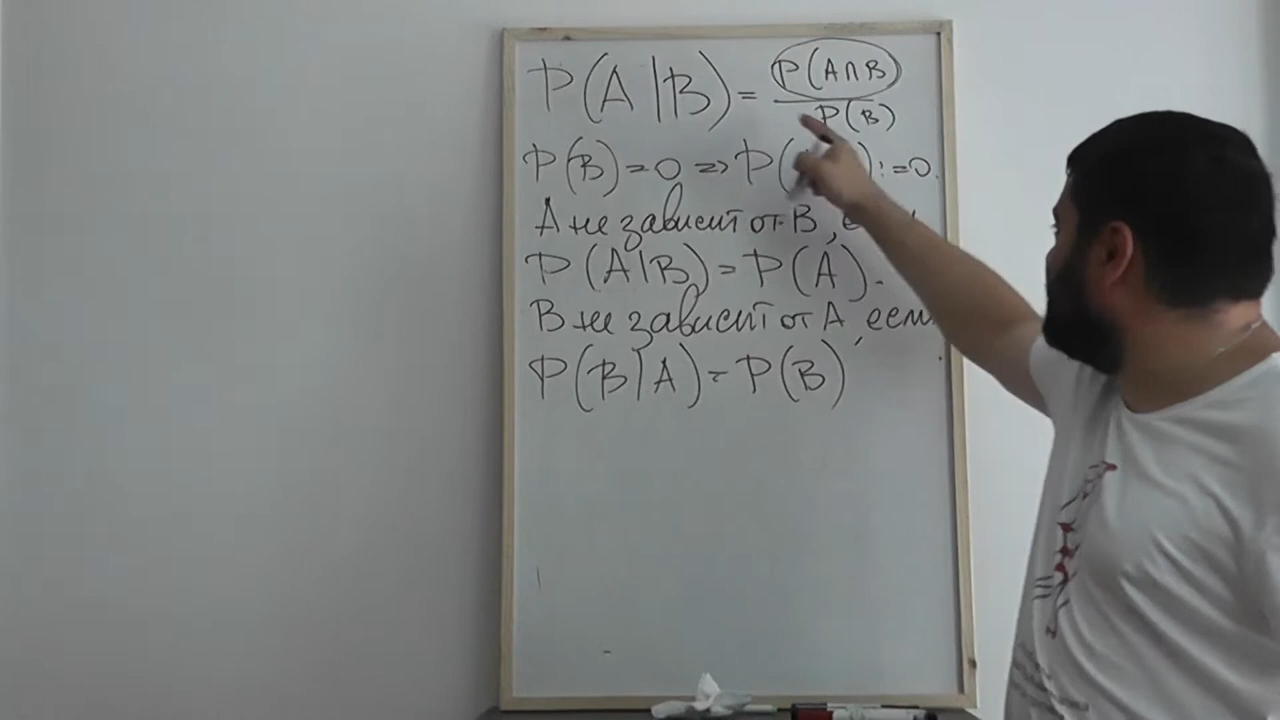 P(A|B) = P(A∩B) / P(B)
P(B) = 0 => P( ) := 0.
A не зависит от B,
P(A|B) = P(A).
B не зависит от A, если
P(B|A) = P(B)